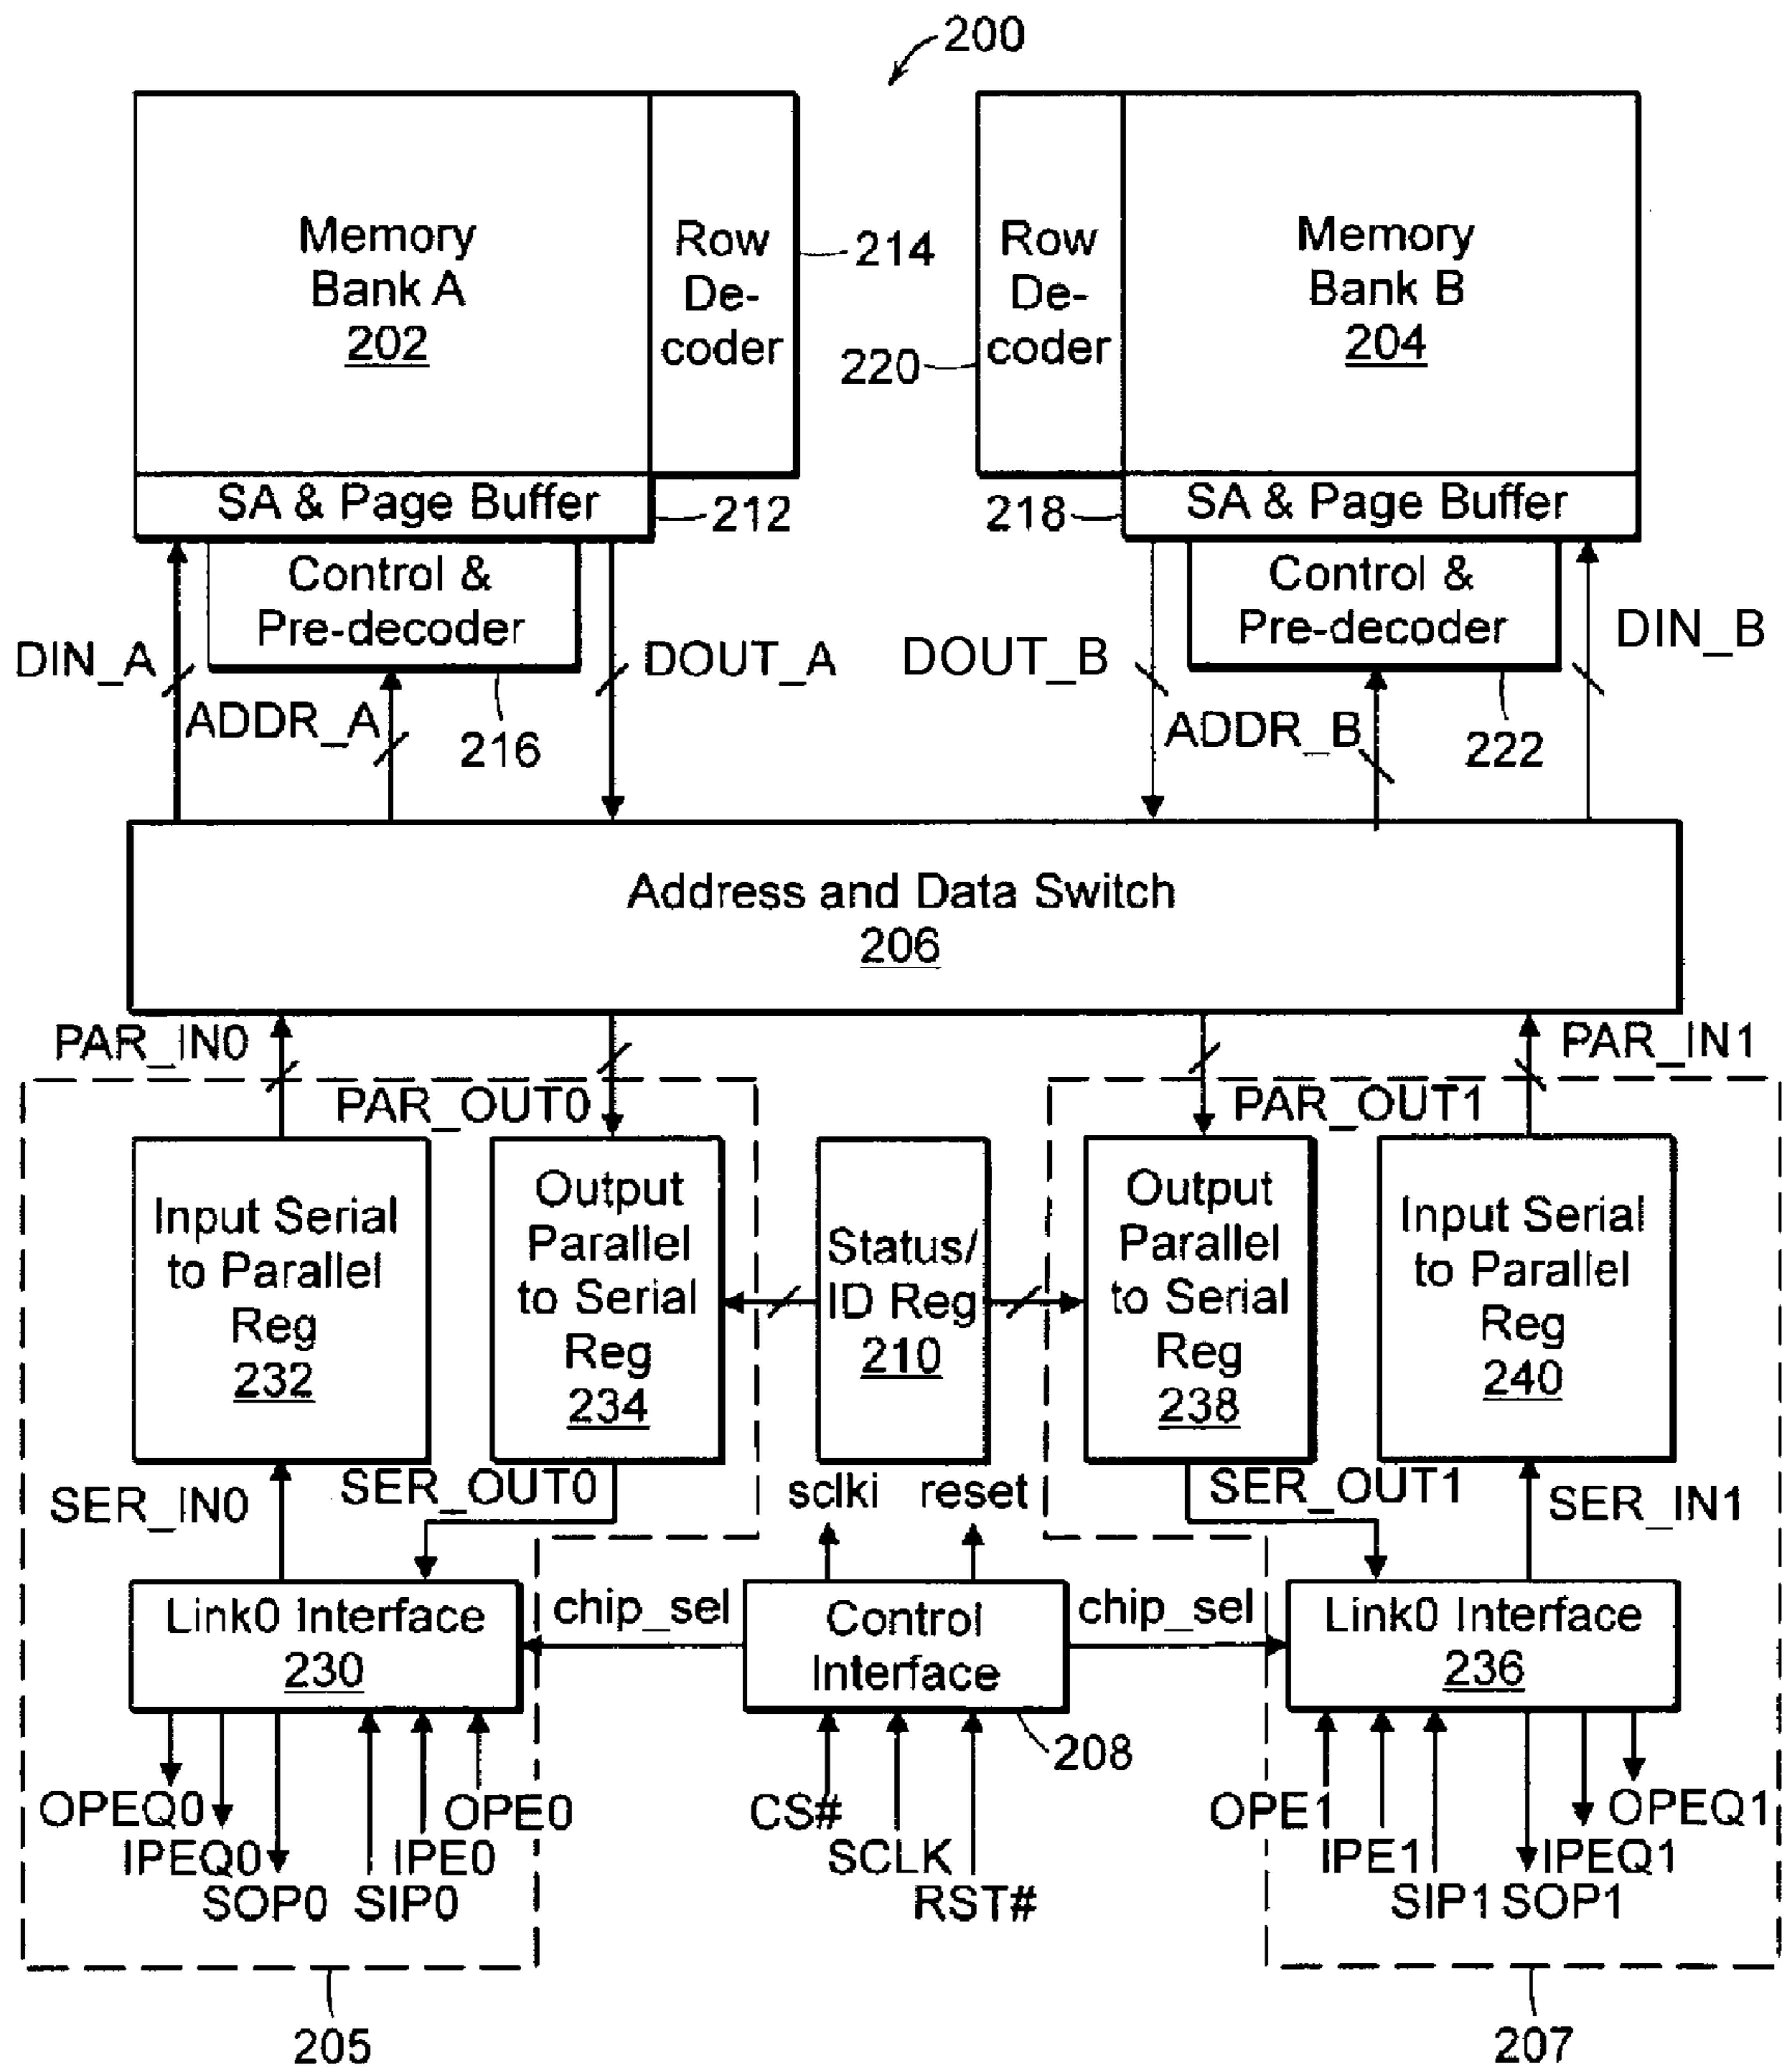 200
Memory
Bank A
202
Row
De-
coder
214
220
Row
De-
coder
Memory
Bank B
204
SA & Page Buffer
212
218
SA & Page Buffer
Control &
Pre-decoder
Control &
Pre-decoder
DIN_A
ADDR_A
216
DOUT_A
DOUT_B
ADDR_B
222
DIN_B
Address and Data Switch
206
PAR_IN0
PAR_OUT0
PAR_OUT1
PAR_IN1
Input Serial
to Parallel
Reg
232
Output
Parallel
to Serial
Reg
234
Status/
ID Reg
210
Output
Parallel
to Serial
Reg
238
Input Serial
to Parallel
Reg
240
SER_IN0
SER_OUT0
sclki
reset
SER_OUT1
SER_IN1
Link0 Interface
230
chip_sel
Control
Interface
chip_sel
Link0 Interface
236
208
OPEQ0
IPEQ0
SOP0
SIP0
IPE0
OPE0
CS#
SCLK
RST#
OPE1
IPE1
SIP1
SOP1
IPEQ1
OPEQ1
205
207